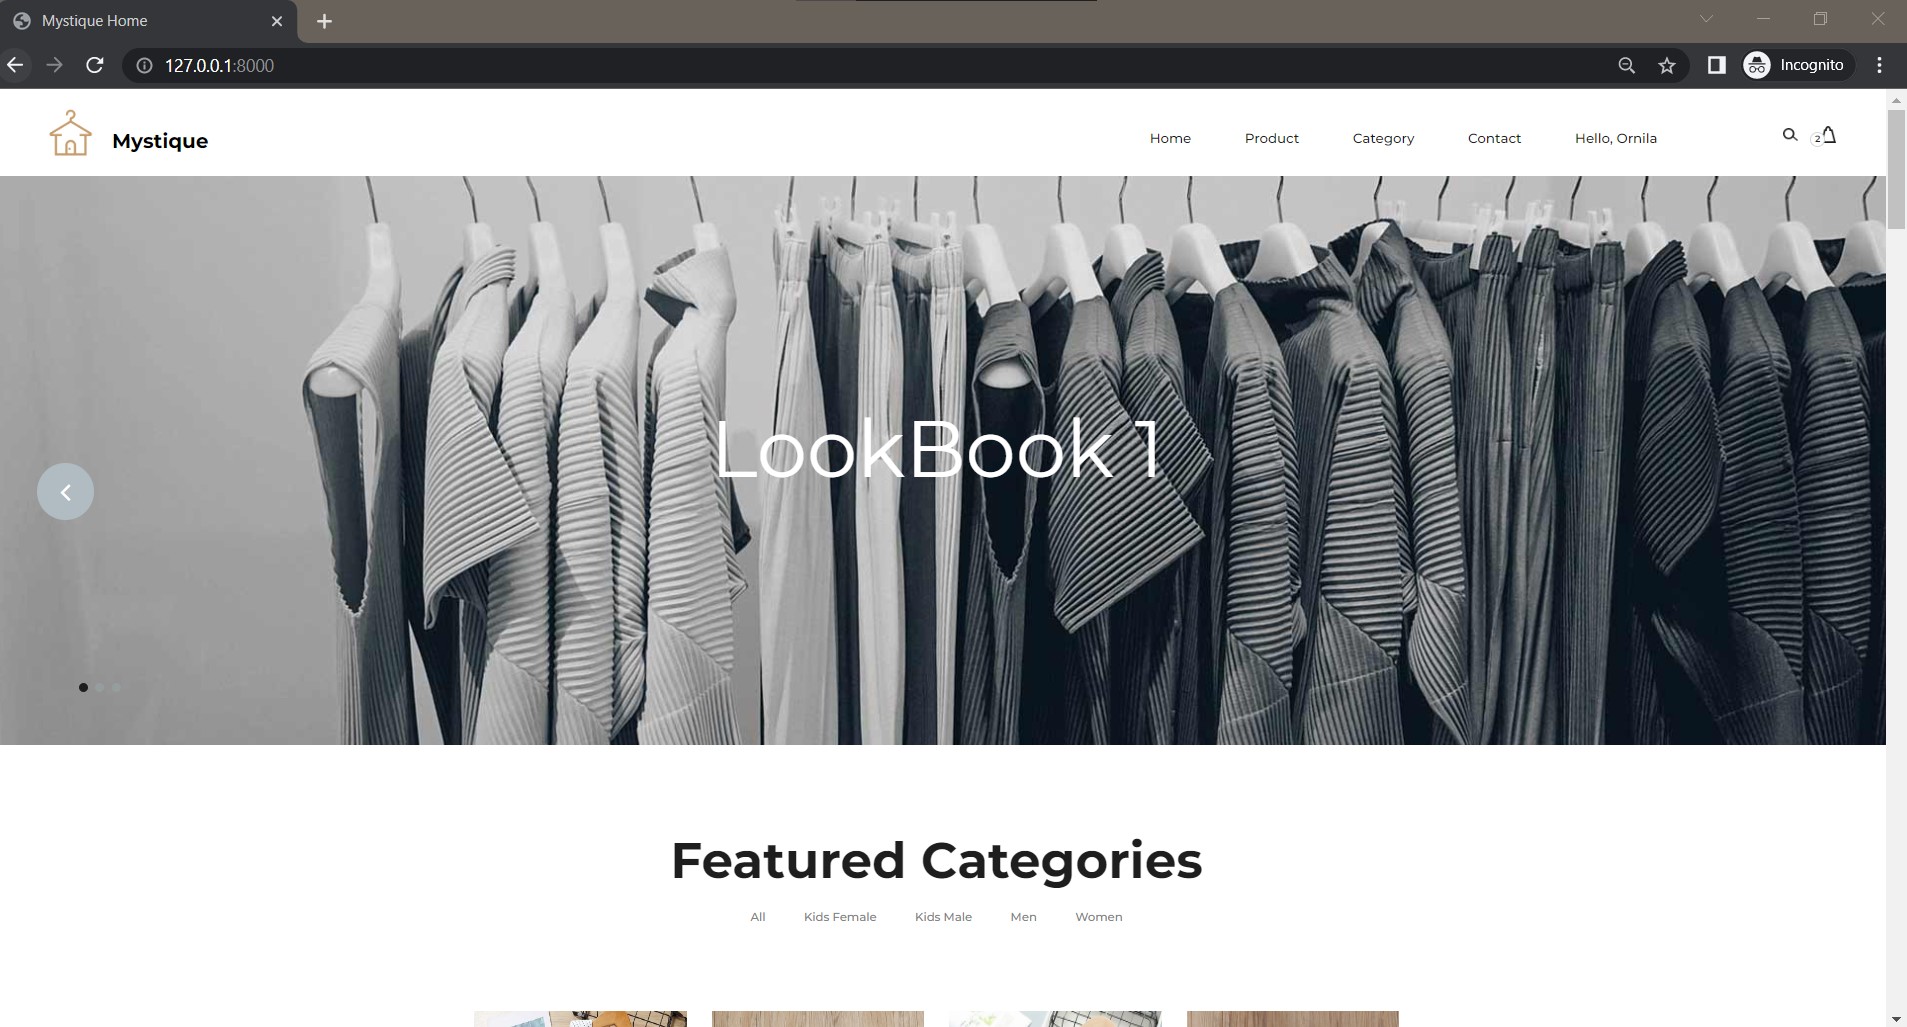 Mystique Home
127.0.0.1:8000
Incognito
Mystique
Home
Product
Category
Contact
Hello, Ornila
2
LookBook 1
Featured Categories
All
Kids Female
Kids Male
Men
Women